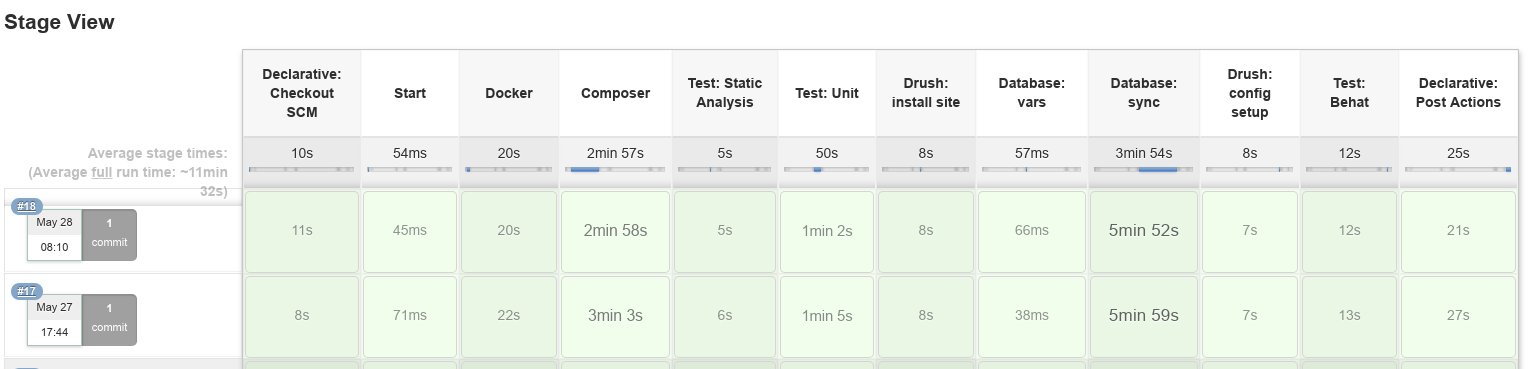 Stage View
Declarative: Checkout SCM
Start
Docker
Composer
Test: Static Analysis
Test: Unit
Drush: install site
Database: vars
Database: sync
Drush: config setup
Test: Behat
Declarative: Post Actions
Average stage times:
(Average full run time: ~11min 32s)
10s 54ms 20s 2min 57s 5s 50s 8s 57ms 3min 54s 8s 12s 25s
#18
May 28
08:10
1
commit
11s 45ms 20s 2min 58s 5s 1min 2s 8s 66ms 5min 52s 7s 12s 21s
#17
May 27
17:44
1
commit
8s 71ms 22s 3min 3s 6s 1min 5s 8s 38ms 5min 59s 7s 13s 27s